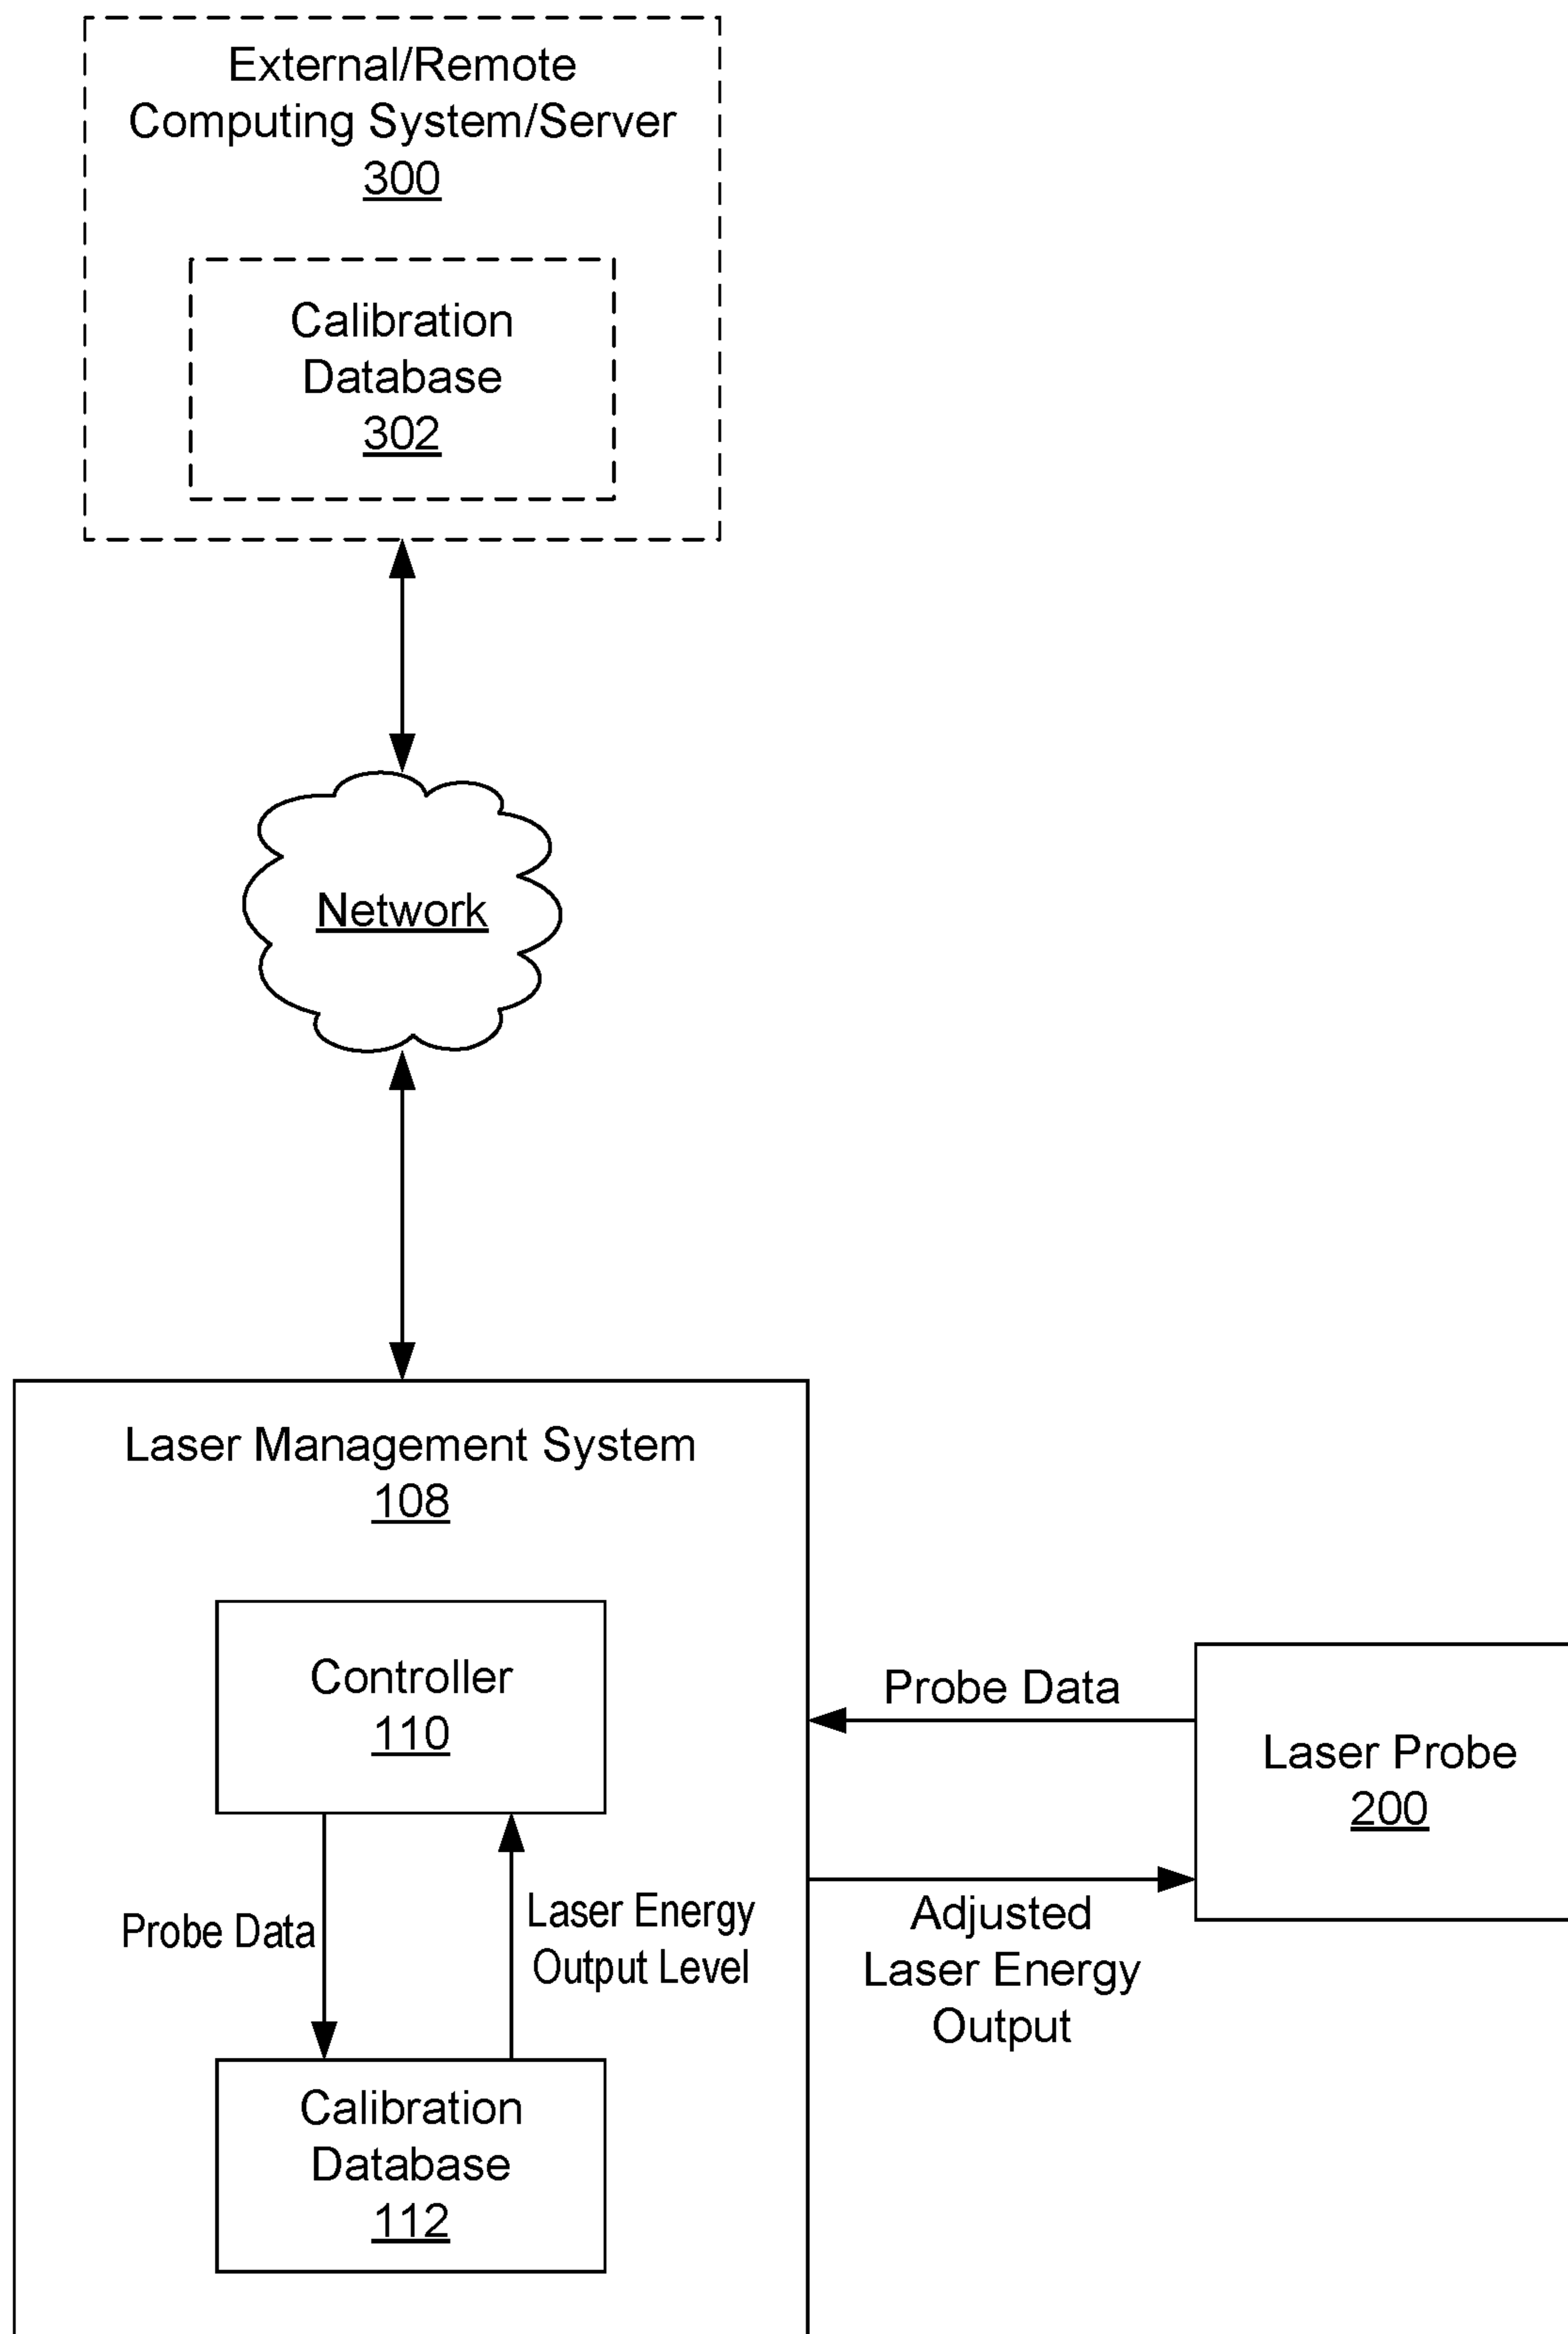 External/Remote
Computing System/Server
300
Calibration
Database
302
Network
Laser Management System
108
Controller
110
Probe Data
Laser Probe
200
Probe Data
Laser Energy
Output Level
Adjusted
Laser Energy
Output
Calibration
Database
112